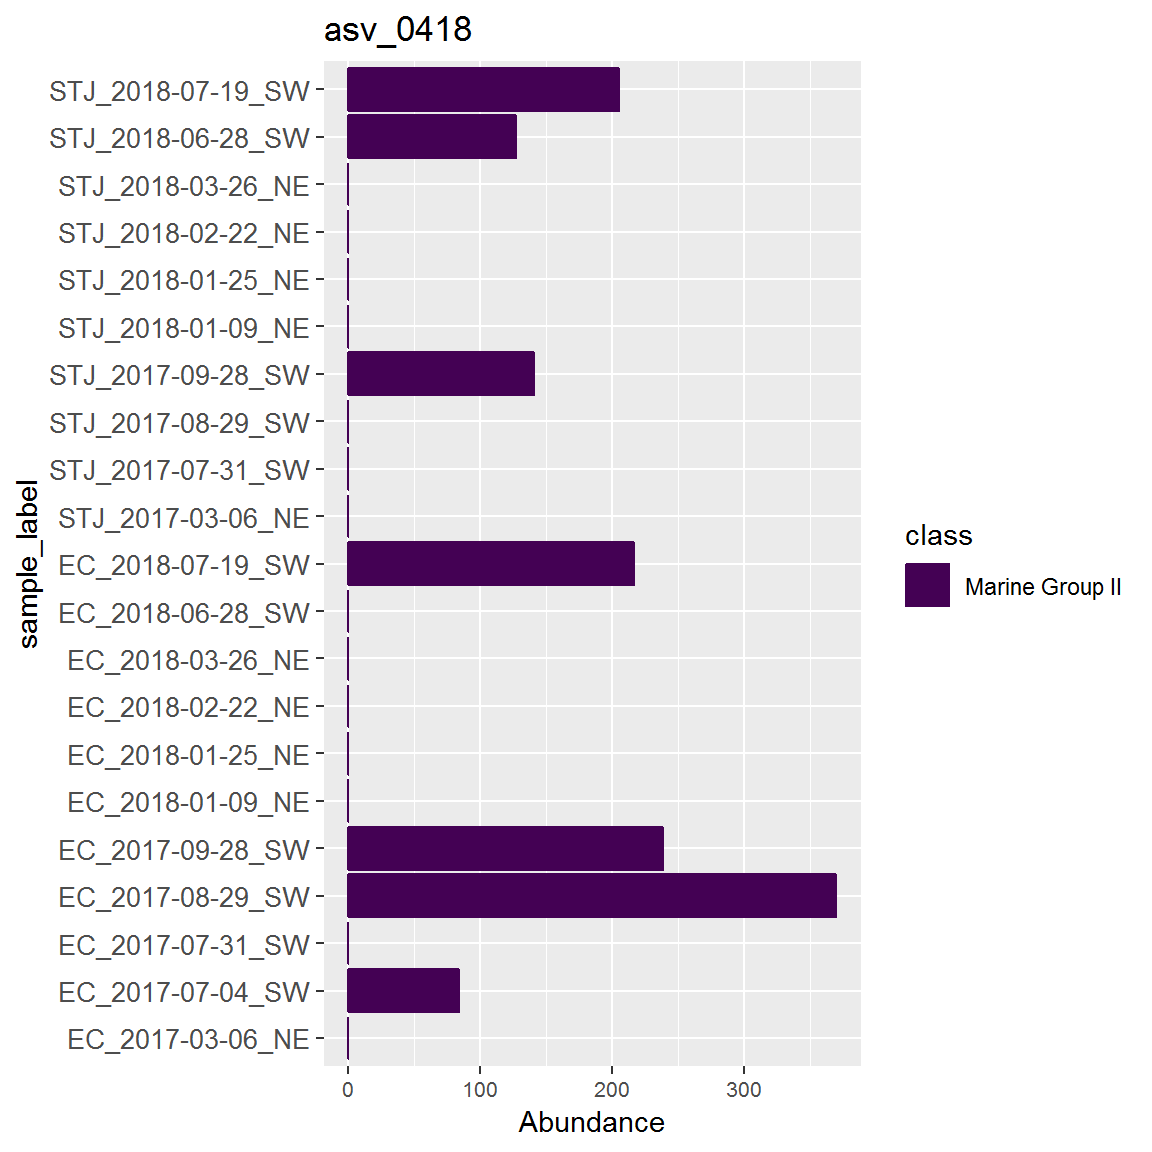 asv_0418
STJ_2018-07-19_SW
STJ_2018-06-28_SW
STJ_2018-03-26_NE
STJ_2018-02-22_NE
STJ_2018-01-25_NE
STJ_2018-01-09_NE
STJ_2017-09-28_SW
STJ_2017-08-29_SW
STJ_2017-07-31_SW
STJ_2017-03-06_NE
EC_2018-07-19_SW
EC_2018-06-28_SW
EC_2018-03-26_NE
EC_2018-02-22_NE
EC_2018-01-25_NE
EC_2018-01-09_NE
EC_2017-09-28_SW
EC_2017-08-29_SW
EC_2017-07-31_SW
EC_2017-07-04_SW
EC_2017-03-06_NE
sample_label
0 100 200 300
Abundance
class
Marine Group II